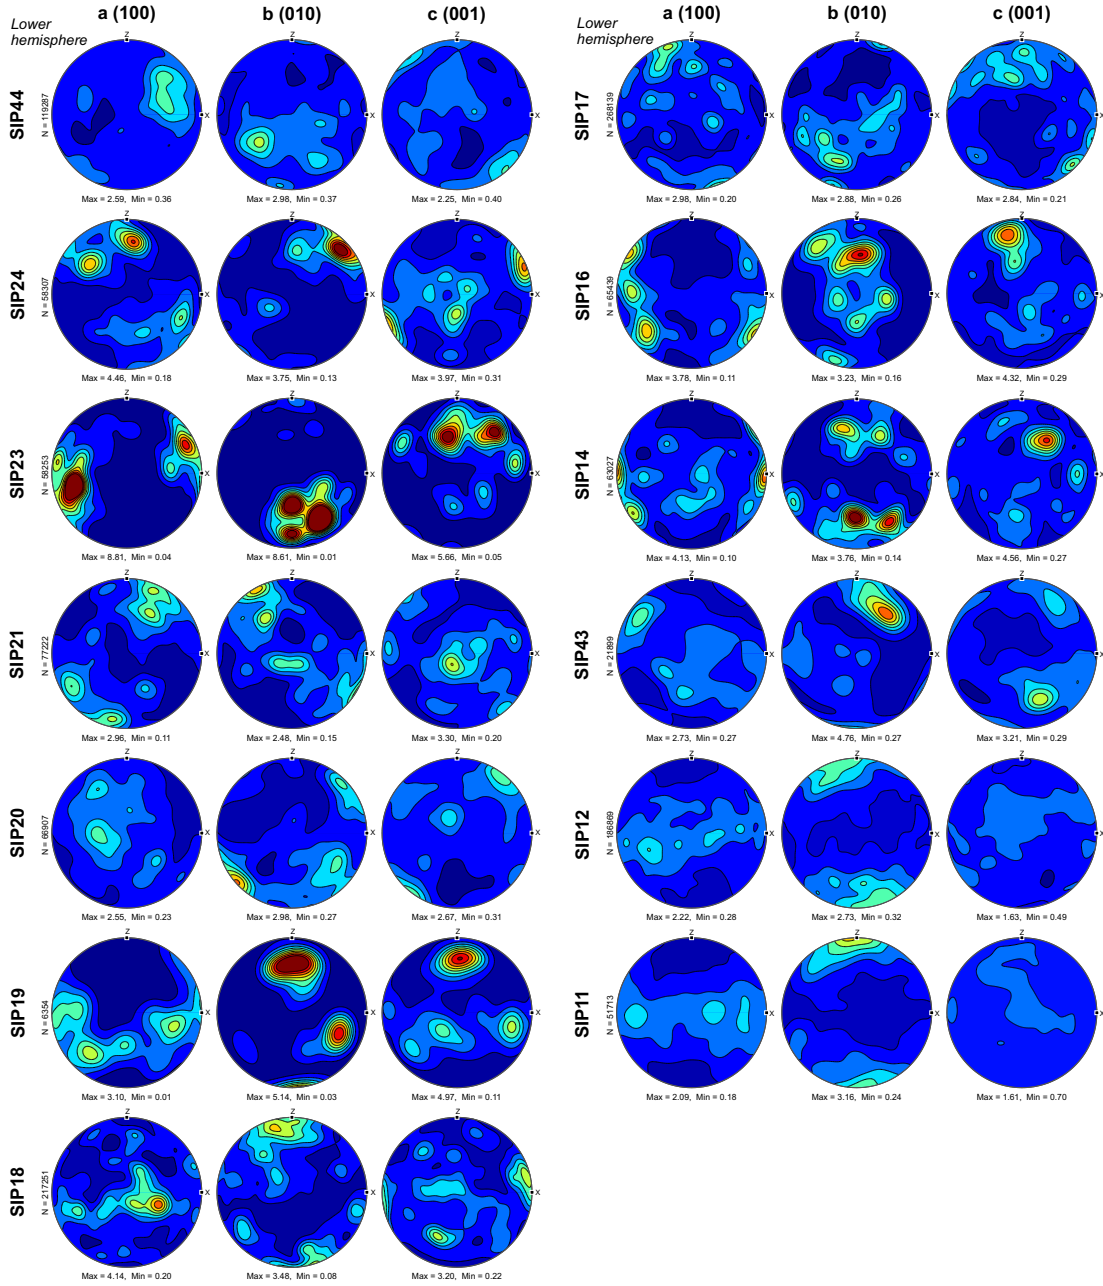 Lower
hemisphere
a (100)
b (010)
c (001)
SIP44
N = 119287
Z
X
Z
X
Z
X
Max = 2.59, Min = 0.36
Max = 2.98, Min = 0.37
Max = 2.25, Min = 0.40
SIP24
N = 58307
Z
X
Z
X
Z
X
Max = 4.46, Min = 0.18
Max = 3.75, Min = 0.13
Max = 3.97, Min = 0.31
SIP23
N = 58253
Z
X
Z
X
Z
X
Max = 8.81, Min = 0.04
Max = 8.61, Min = 0.01
Max = 5.66, Min = 0.05
SIP21
N = 77222
Z
X
Z
X
Z
X
Max = 2.96, Min = 0.11
Max = 2.48, Min = 0.15
Max = 3.30, Min = 0.20
SIP20
N = 66907
Z
X
Z
X
Z
X
Max = 2.55, Min = 0.23
Max = 2.98, Min = 0.27
Max = 2.67, Min = 0.31
SIP19
N = 6354
Z
X
Z
X
Z
X
Max = 3.10, Min = 0.01
Max = 5.14, Min = 0.03
Max = 4.97, Min = 0.11
SIP18
N = 217251
Z
X
Z
X
Z
X
Max = 4.14, Min = 0.20
Max = 3.48, Min = 0.08
Max = 3.20, Min = 0.22
Lower
hemisphere
a (100)
b (010)
c (001)
SIP17
N = 268139
Z
X
Z
X
Z
X
Max = 2.98, Min = 0.20
Max = 2.88, Min = 0.26
Max = 2.84, Min = 0.21
SIP16
N = 65439
Z
X
Z
X
Z
X
Max = 3.78, Min = 0.11
Max = 3.23, Min = 0.16
Max = 4.32, Min = 0.29
SIP14
N = 63027
Z
X
Z
X
Z
X
Max = 4.13, Min = 0.10
Max = 3.76, Min = 0.14
Max = 4.56, Min = 0.27
SIP43
N = 21899
Z
X
Z
X
Z
X
Max = 2.73, Min = 0.27
Max = 4.76, Min = 0.27
Max = 3.21, Min = 0.29
SIP12
N = 186869
Z
X
Z
X
Z
X
Max = 2.22, Min = 0.28
Max = 2.73, Min = 0.32
Max = 1.63, Min = 0.49
SIP11
N = 51713
Z
X
Z
X
Z
X
Max = 2.09, Min = 0.18
Max = 3.16, Min = 0.24
Max = 1.61, Min = 0.70